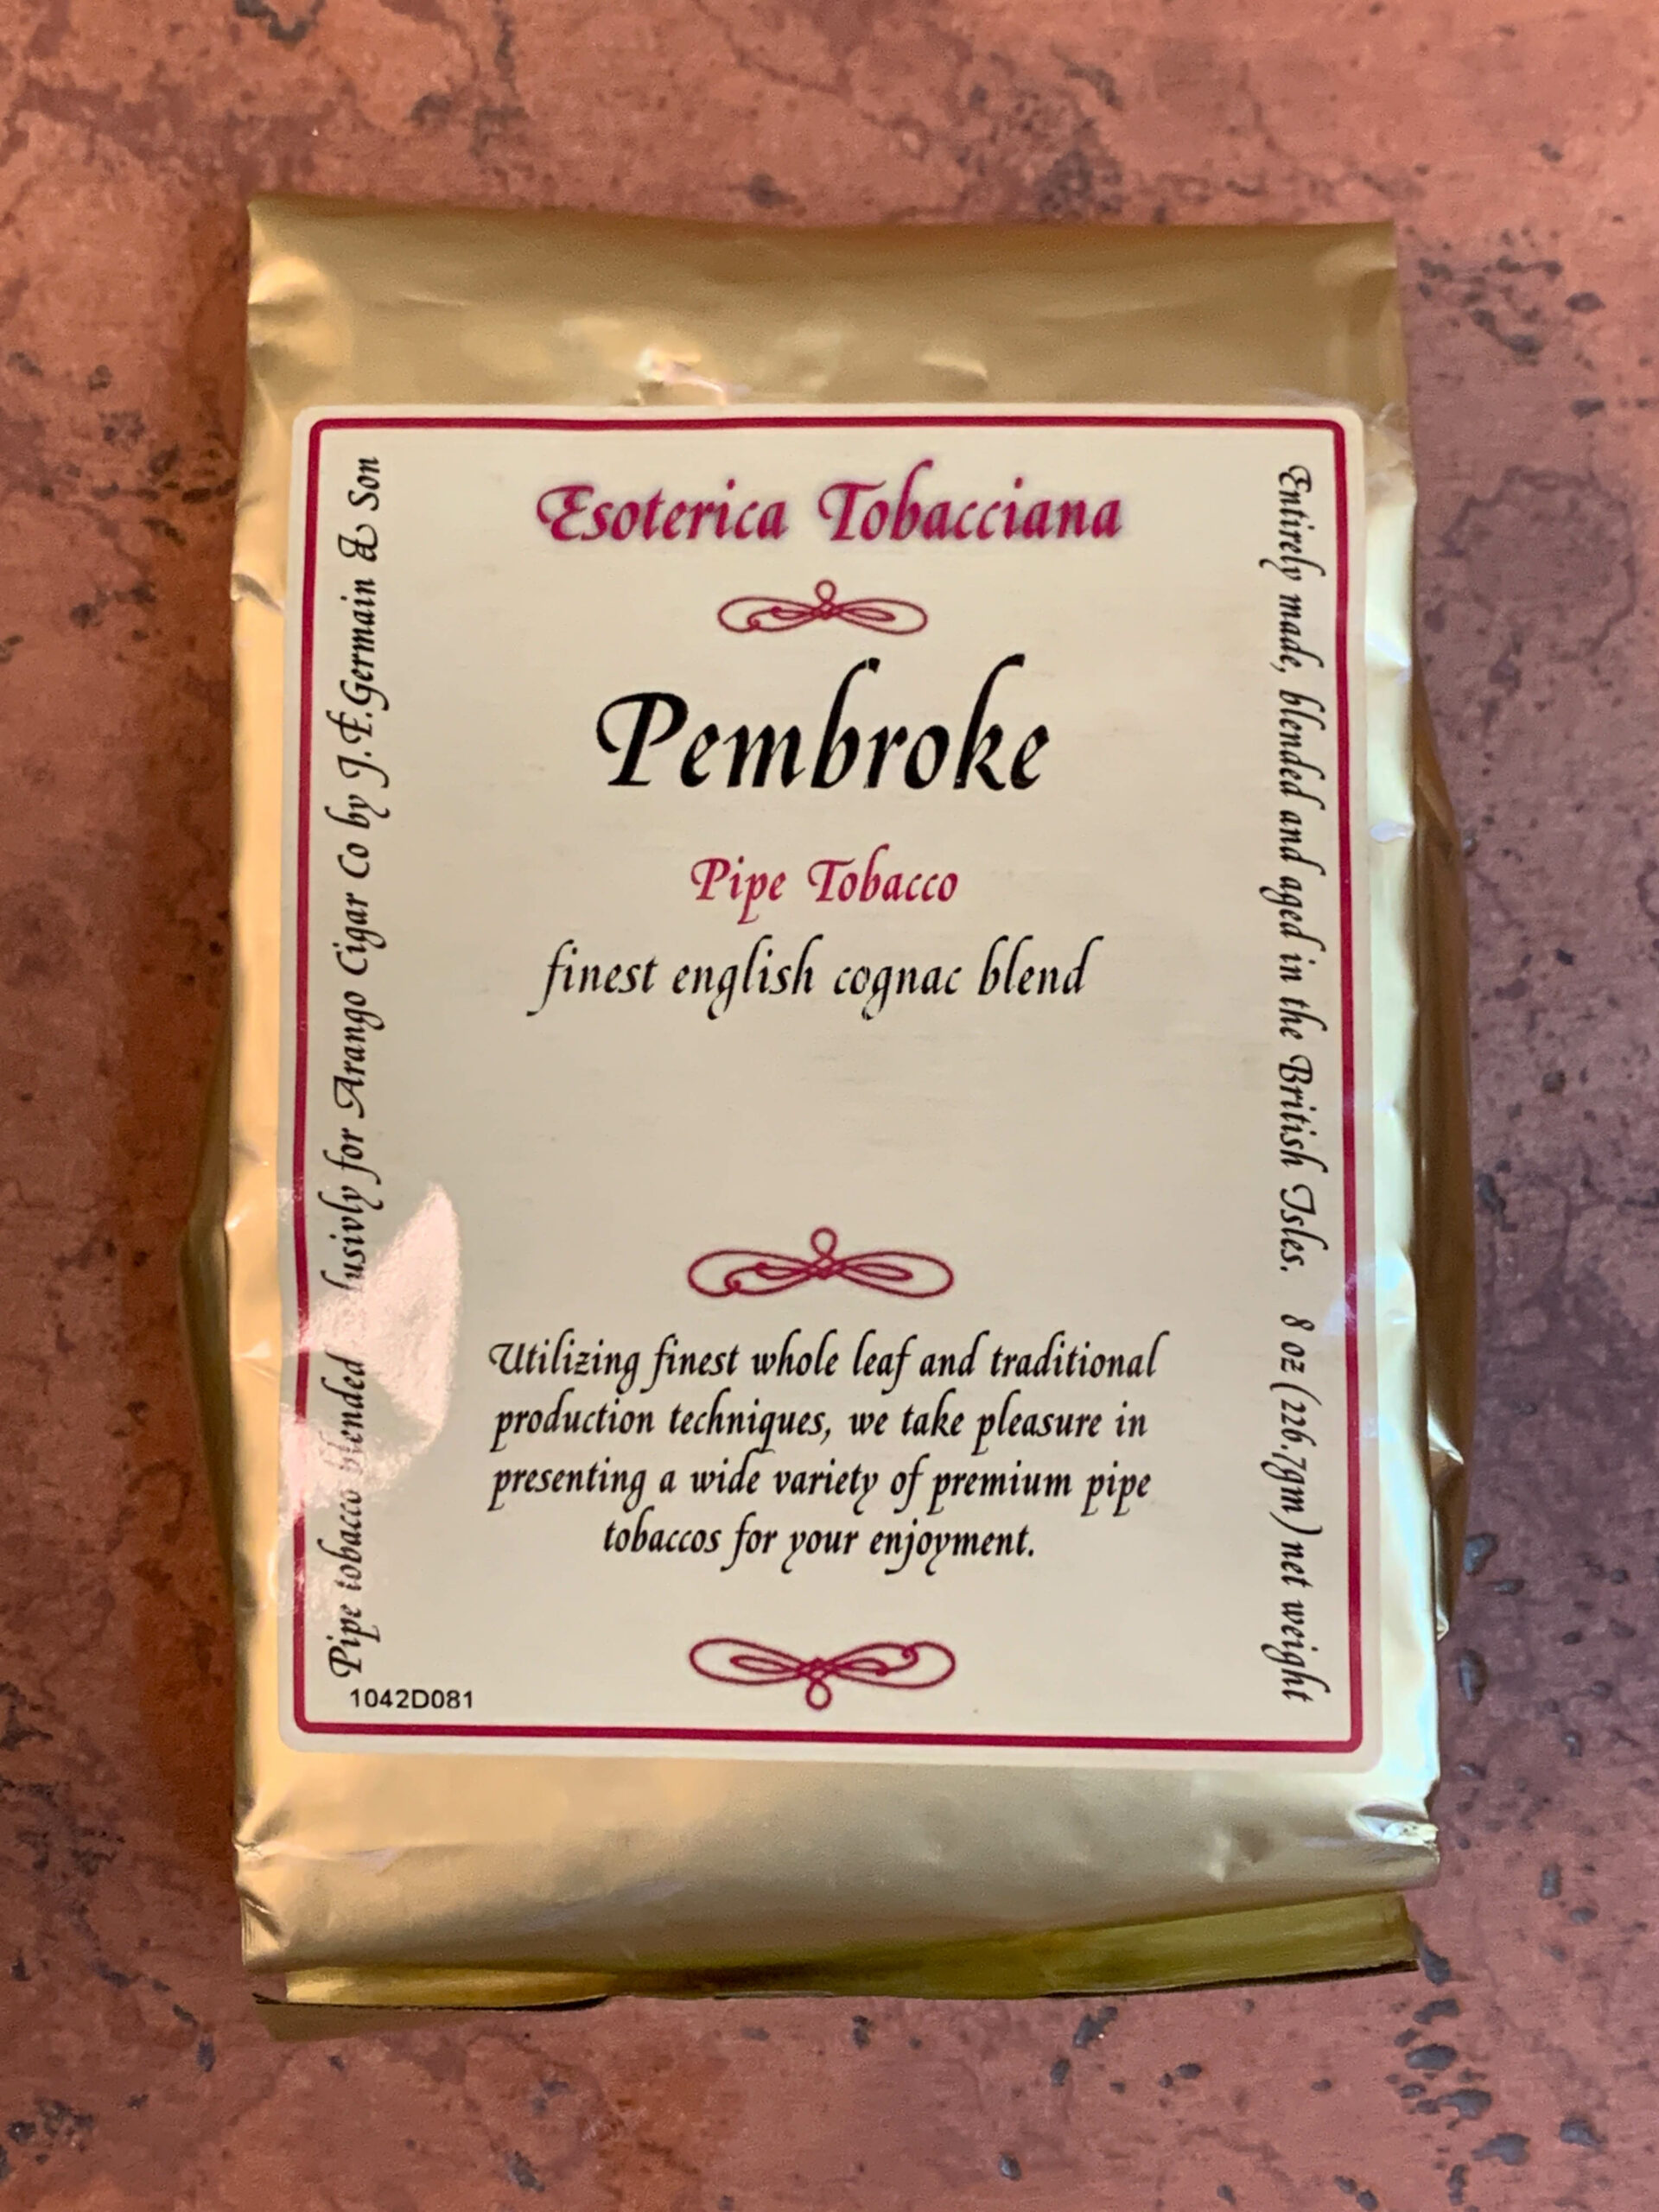 Esoterica Tobacciana
Pembroke
Pipe Tobacco
finest english cognac blend
Utilizing finest whole leaf and traditional
production techniques, we take pleasure in
presenting a wide variety of premium pipe
tobaccos for your enjoyment.
Pipe tobacco blended lusivly for Arango Cigar Co by J.F.Germain & Son
1042D081
Entirely made, blended and aged in the British Isles. 8 oz (226.7gm) net weight